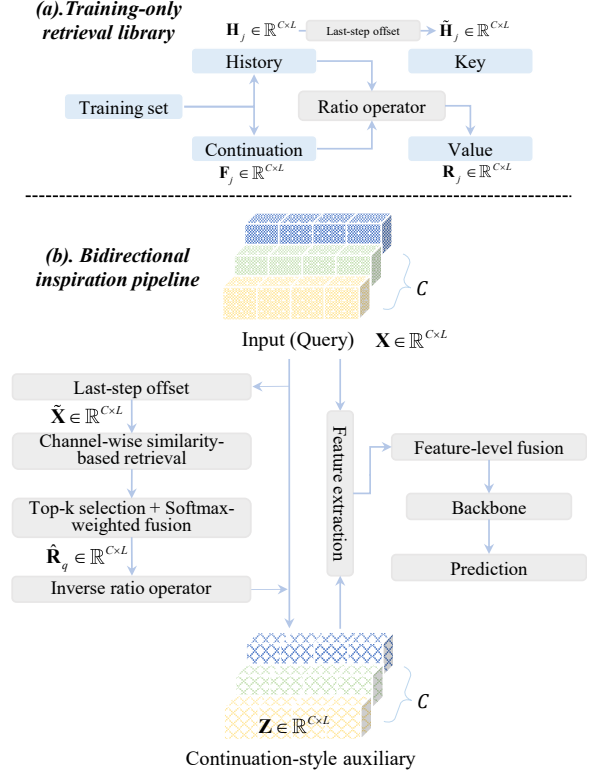 (a).Training-only
retrieval library
H_j ∈ ℝ^{C×L}
Last-step offset
H̃_j ∈ ℝ^{C×L}
History
Key
Training set
Ratio operator
Continuation
Value
F_j ∈ ℝ^{C×L}
R_j ∈ ℝ^{C×L}
(b). Bidirectional
inspiration pipeline
C
Input (Query)
X ∈ ℝ^{C×L}
Last-step offset
X̃ ∈ ℝ^{C×L}
Channel-wise similarity-
based retrieval
Top-k selection + Softmax-
weighted fusion
R̂_q ∈ ℝ^{C×L}
Inverse ratio operator
Feature extraction
Feature-level fusion
Backbone
Prediction
C
Z ∈ ℝ^{C×L}
Continuation-style auxiliary